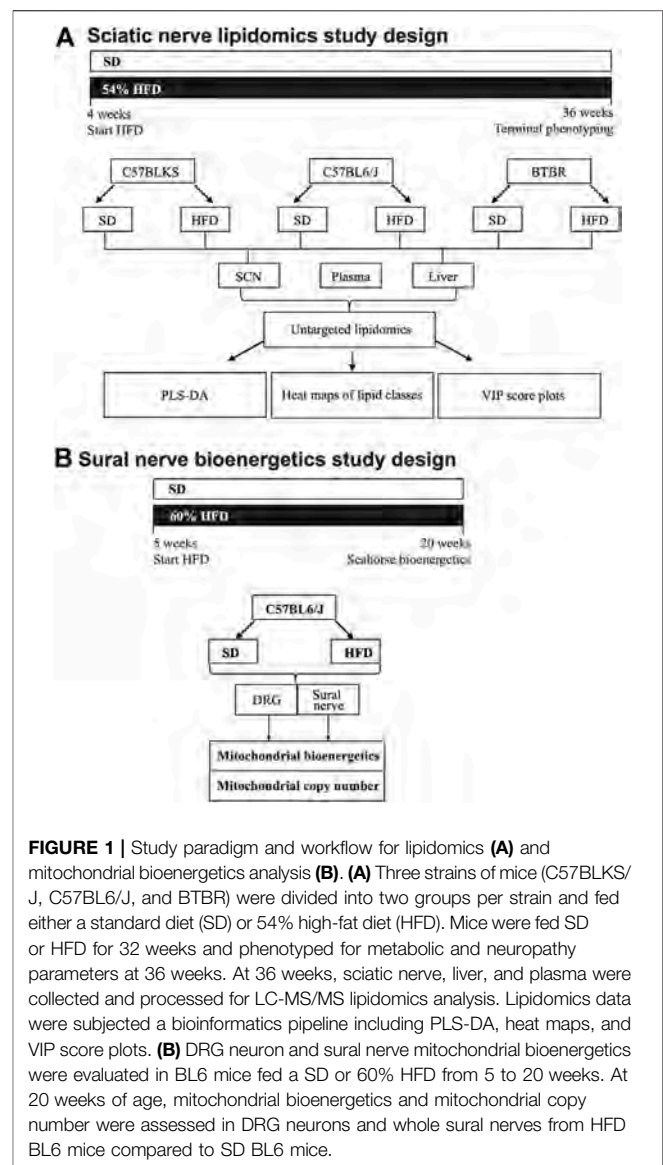 A Sciatic nerve lipidomics study design
SD
54% HFD
4 weeks 36 weeks
Start HFD Terminal phenotyping
C57BLKS C57BL6/J BTBR
SD HFD SD HFD SD HFD
SCN Plasma Liver
Untargeted lipidomics
PLS-DA Heat maps of lipid classes VIP score plots
B Sural nerve bioenergetics study design
SD
60% HFD
5 weeks 20 weeks
Start HFD Seahorse bioenergetics
C57BL6/J
SD HFD
DRG Sural
nerve
Mitochondrial bioenergetics
Mitochondrial copy number
FIGURE 1 | Study paradigm and workflow for lipidomics (A) and
mitochondrial bioenergetics analysis (B). (A) Three strains of mice (C57BLKS/
J, C57BL6/J, and BTBR) were divided into two groups per strain and fed
either a standard diet (SD) or 54% high-fat diet (HFD). Mice were fed SD
or HFD for 32 weeks and phenotyped for metabolic and neuropathy
parameters at 36 weeks. At 36 weeks, sciatic nerve, liver, and plasma were
collected and processed for LC-MS/MS lipidomics analysis. Lipidomics data
were subjected a bioinformatics pipeline including PLS-DA, heat maps, and
VIP score plots. (B) DRG neuron and sural nerve mitochondrial bioenergetics
were evaluated in BL6 mice fed a SD or 60% HFD from 5 to 20 weeks. At
20 weeks of age, mitochondrial bioenergetics and mitochondrial copy
number were assessed in DRG neurons and whole sural nerves from HFD
BL6 mice compared to SD BL6 mice.